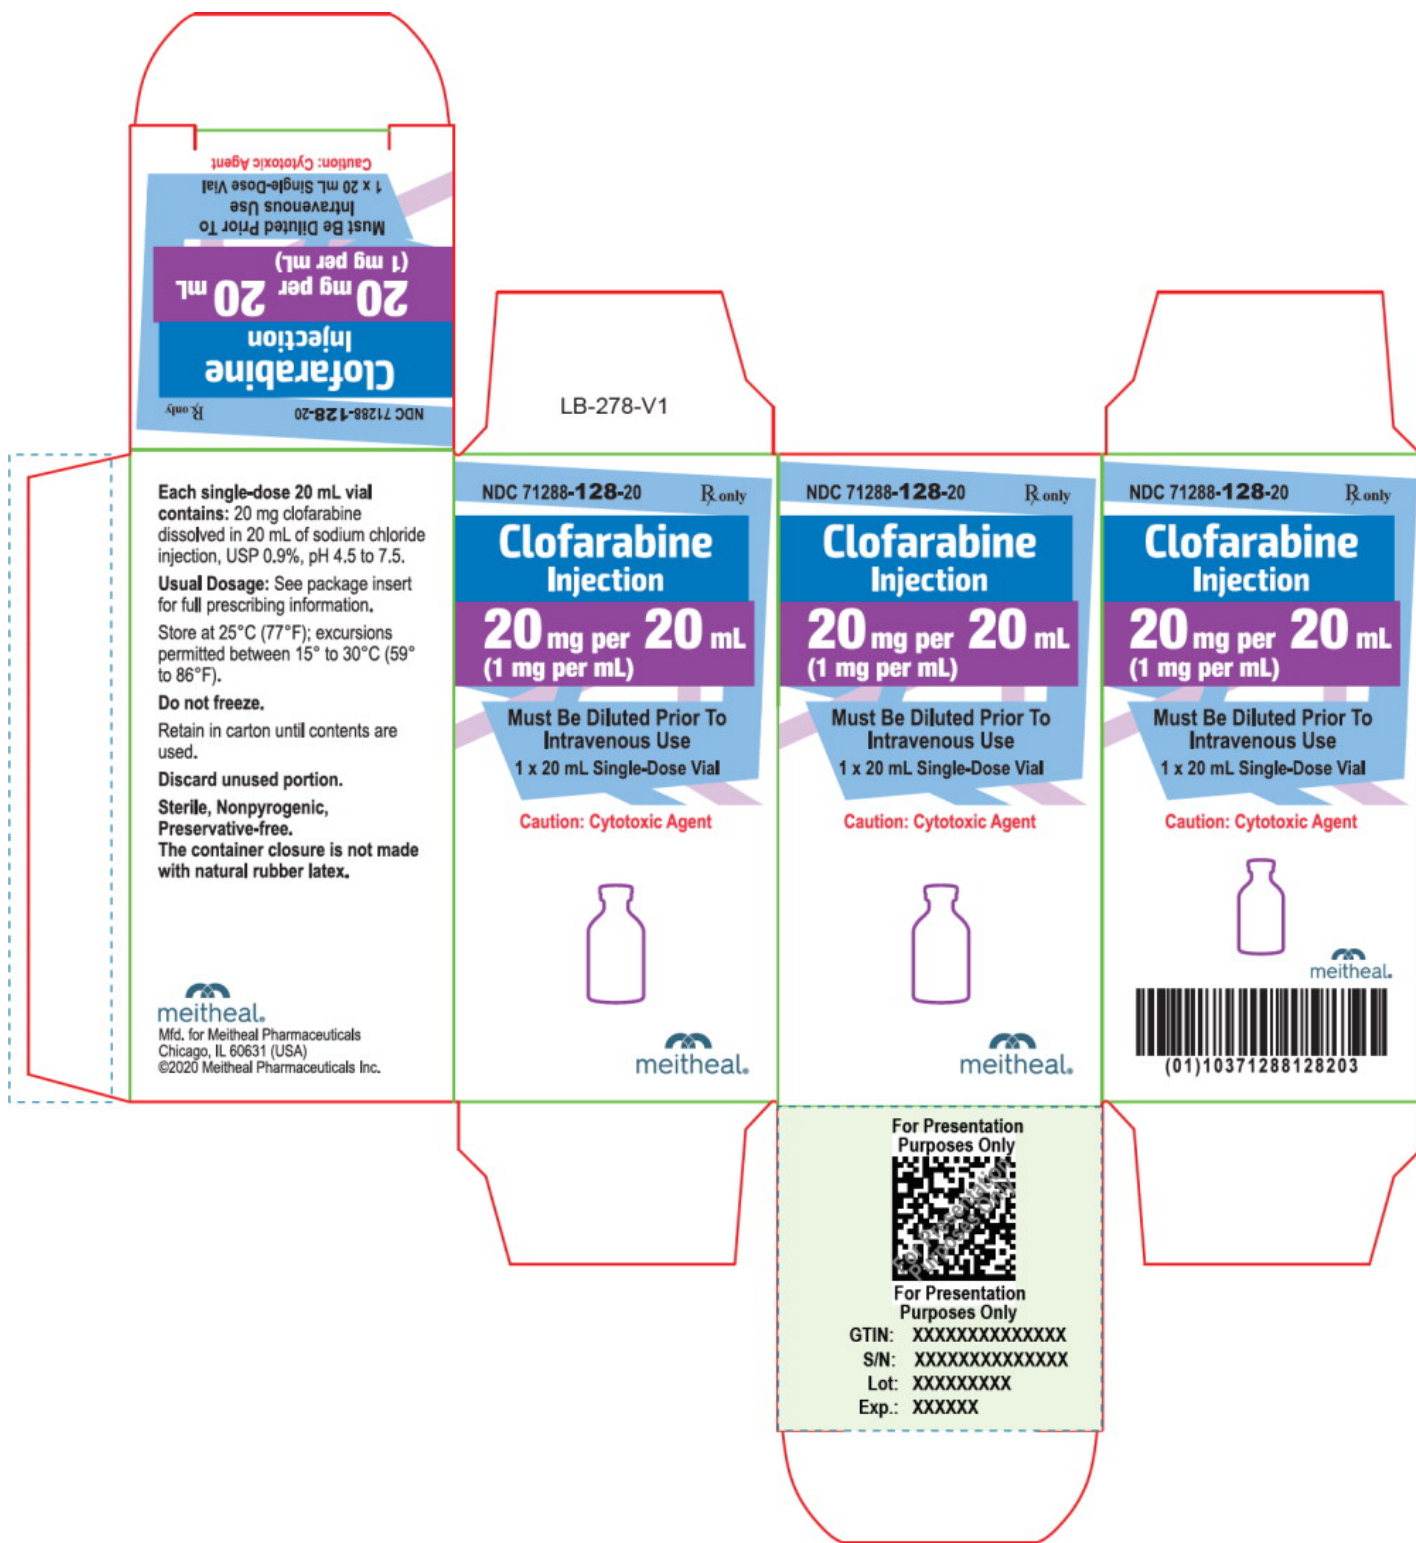 Caution: Cytotoxic Agent
1 x 20 mL Single-Dose Vial
Intravenous Use
Must Be Diluted Prior To
(1 mg per mL)
20 mg per 20 mL
Injection
Clofarabine
NDC 71288-128-20 Rx only
LB-278-V1
Each single-dose 20 mL vial
contains: 20 mg clofarabine
dissolved in 20 mL of sodium chloride
injection, USP 0.9%, pH 4.5 to 7.5.
Usual Dosage: See package insert
for full prescribing information.
Store at 25°C (77°F); excursions
permitted between 15° to 30°C (59°
to 86°F).
Do not freeze.
Retain in carton until contents are
used.
Discard unused portion.
Sterile, Nonpyrogenic,
Preservative-free.
The container closure is not made
with natural rubber latex.
meitheal®
Mfd. for Meitheal Pharmaceuticals
Chicago, IL 60631 (USA)
©2020 Meitheal Pharmaceuticals Inc.
NDC 71288-128-20 Rx only
Clofarabine
Injection
20 mg per 20 mL
(1 mg per mL)
Must Be Diluted Prior To
Intravenous Use
1 x 20 mL Single-Dose Vial
Caution: Cytotoxic Agent
meitheal®
NDC 71288-128-20 Rx only
Clofarabine
Injection
20 mg per 20 mL
(1 mg per mL)
Must Be Diluted Prior To
Intravenous Use
1 x 20 mL Single-Dose Vial
Caution: Cytotoxic Agent
meitheal®
NDC 71288-128-20 Rx only
Clofarabine
Injection
20 mg per 20 mL
(1 mg per mL)
Must Be Diluted Prior To
Intravenous Use
1 x 20 mL Single-Dose Vial
Caution: Cytotoxic Agent
meitheal®
(01)10371288128203
For Presentation
Purposes Only
For Presentation
Purposes Only
For Presentation
Purposes Only
GTIN: XXXXXXXXXXXXXX
S/N: XXXXXXXXXXXXXX
Lot: XXXXXXXXX
Exp.: XXXXXX